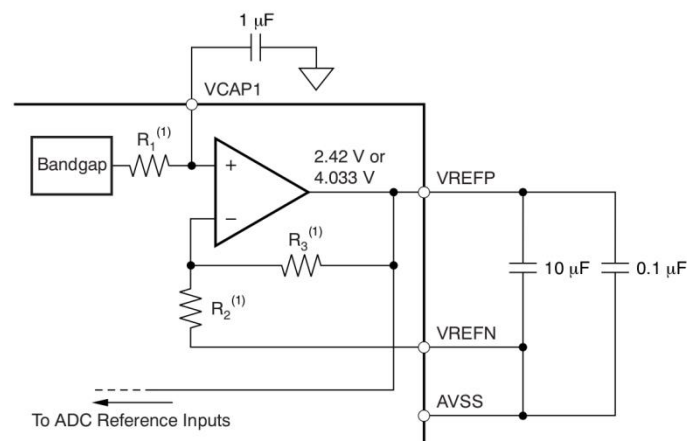 1 μF
VCAP1
R1(1)
Bandgap
+
2.42 V or
4.033 V
VREFP
−
R3(1)
10 μF
0.1 μF
R2(1)
VREFN
AVSS
To ADC Reference Inputs